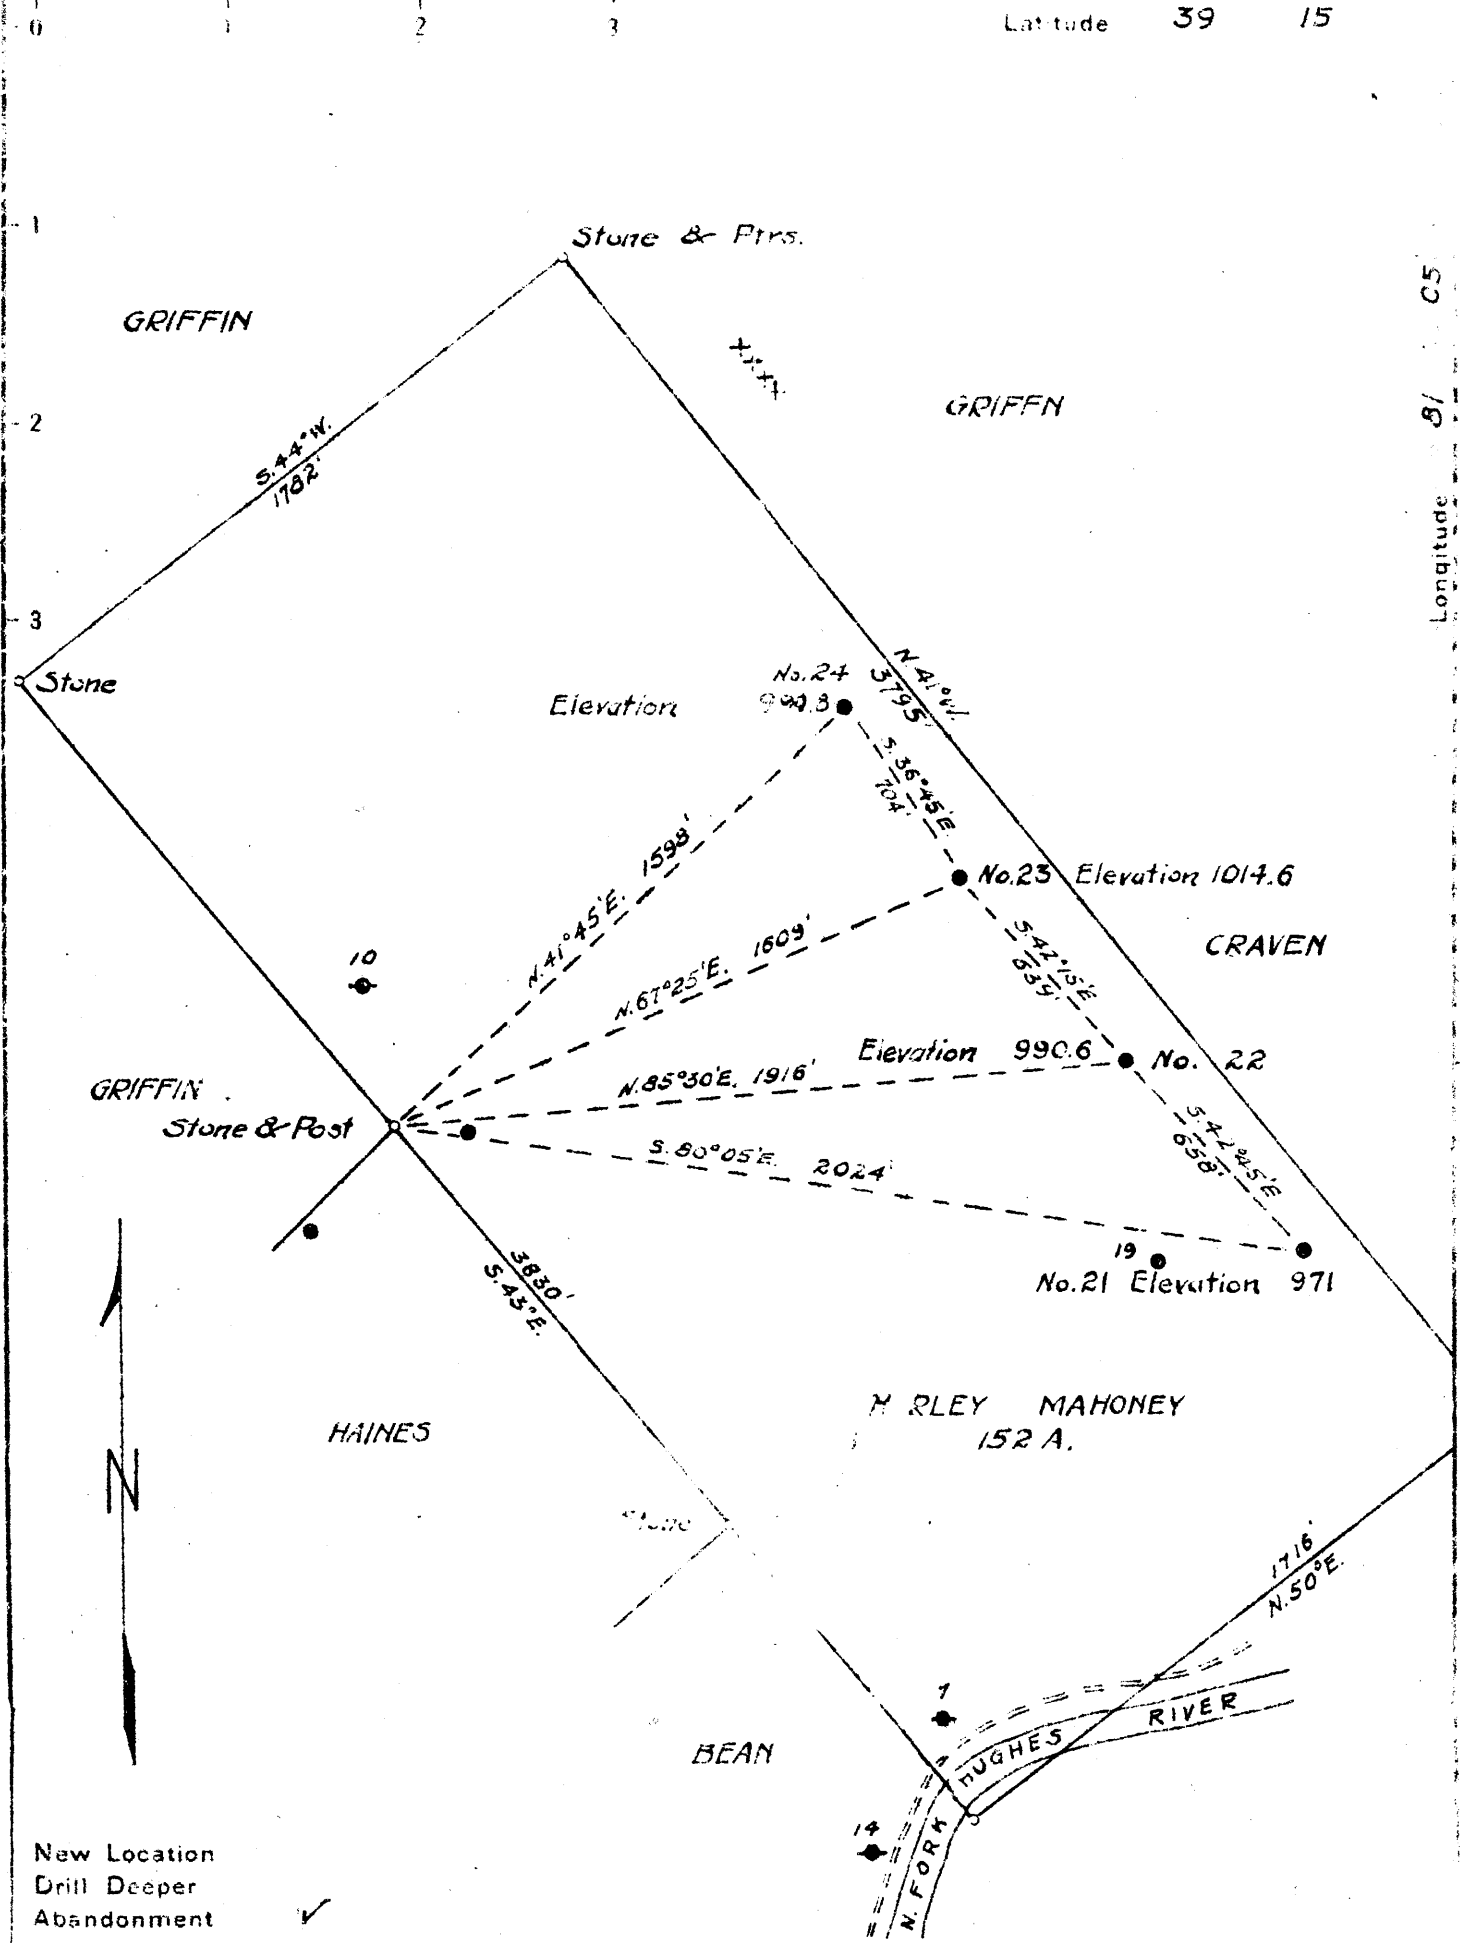 0 1 2 3
Latitude 39 15
1
Stone & Ptrs.
Longitude 81 05
GRIFFIN
GRIFFN
2
S.44°W.
1782'
3
Stone
N.41°W.
3795'
No.24
Elevation
S.36°45'E
704'
N.41°45'E. 1598'
No.23 Elevation 1014.6
10
N.67°25'E. 1609'
S.42°15'E
CRAVEN
Elevation 990.6 No. 22
GRIFFIN
N.85°30'E. 1916'
Stone & Post
S.80°05'E. 2024'
S.42°45'E
658'
19
No.21 Elevation 971
3830'
S.43°E.
HAINES
RLEY MAHONEY
152 A.
N
Stone
1716'
N.50°E.
7
HUGHES RIVER
BEAN
14
N. FORK
New Location
Drill Deeper
Abandonment ✓